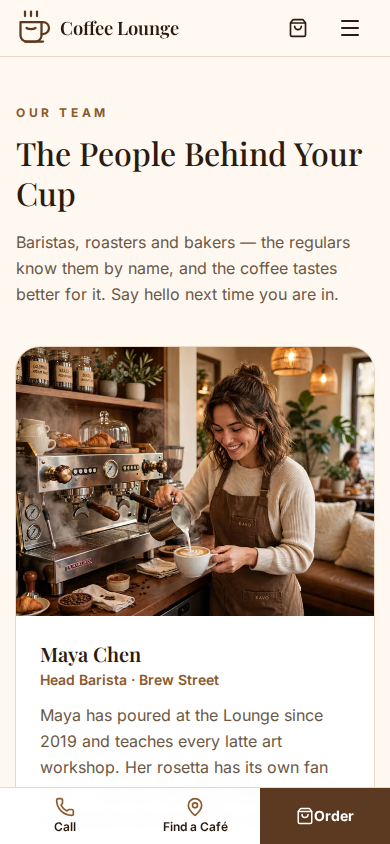 Coffee Lounge
OUR TEAM
The People Behind Your
Cup
Baristas, roasters and bakers — the regulars
know them by name, and the coffee tastes
better for it. Say hello next time you are in.
Maya Chen
Head Barista · Brew Street
Maya has poured at the Lounge since
2019 and teaches every latte art
workshop. Her rosetta has its own fan
Call
Find a Café
Order